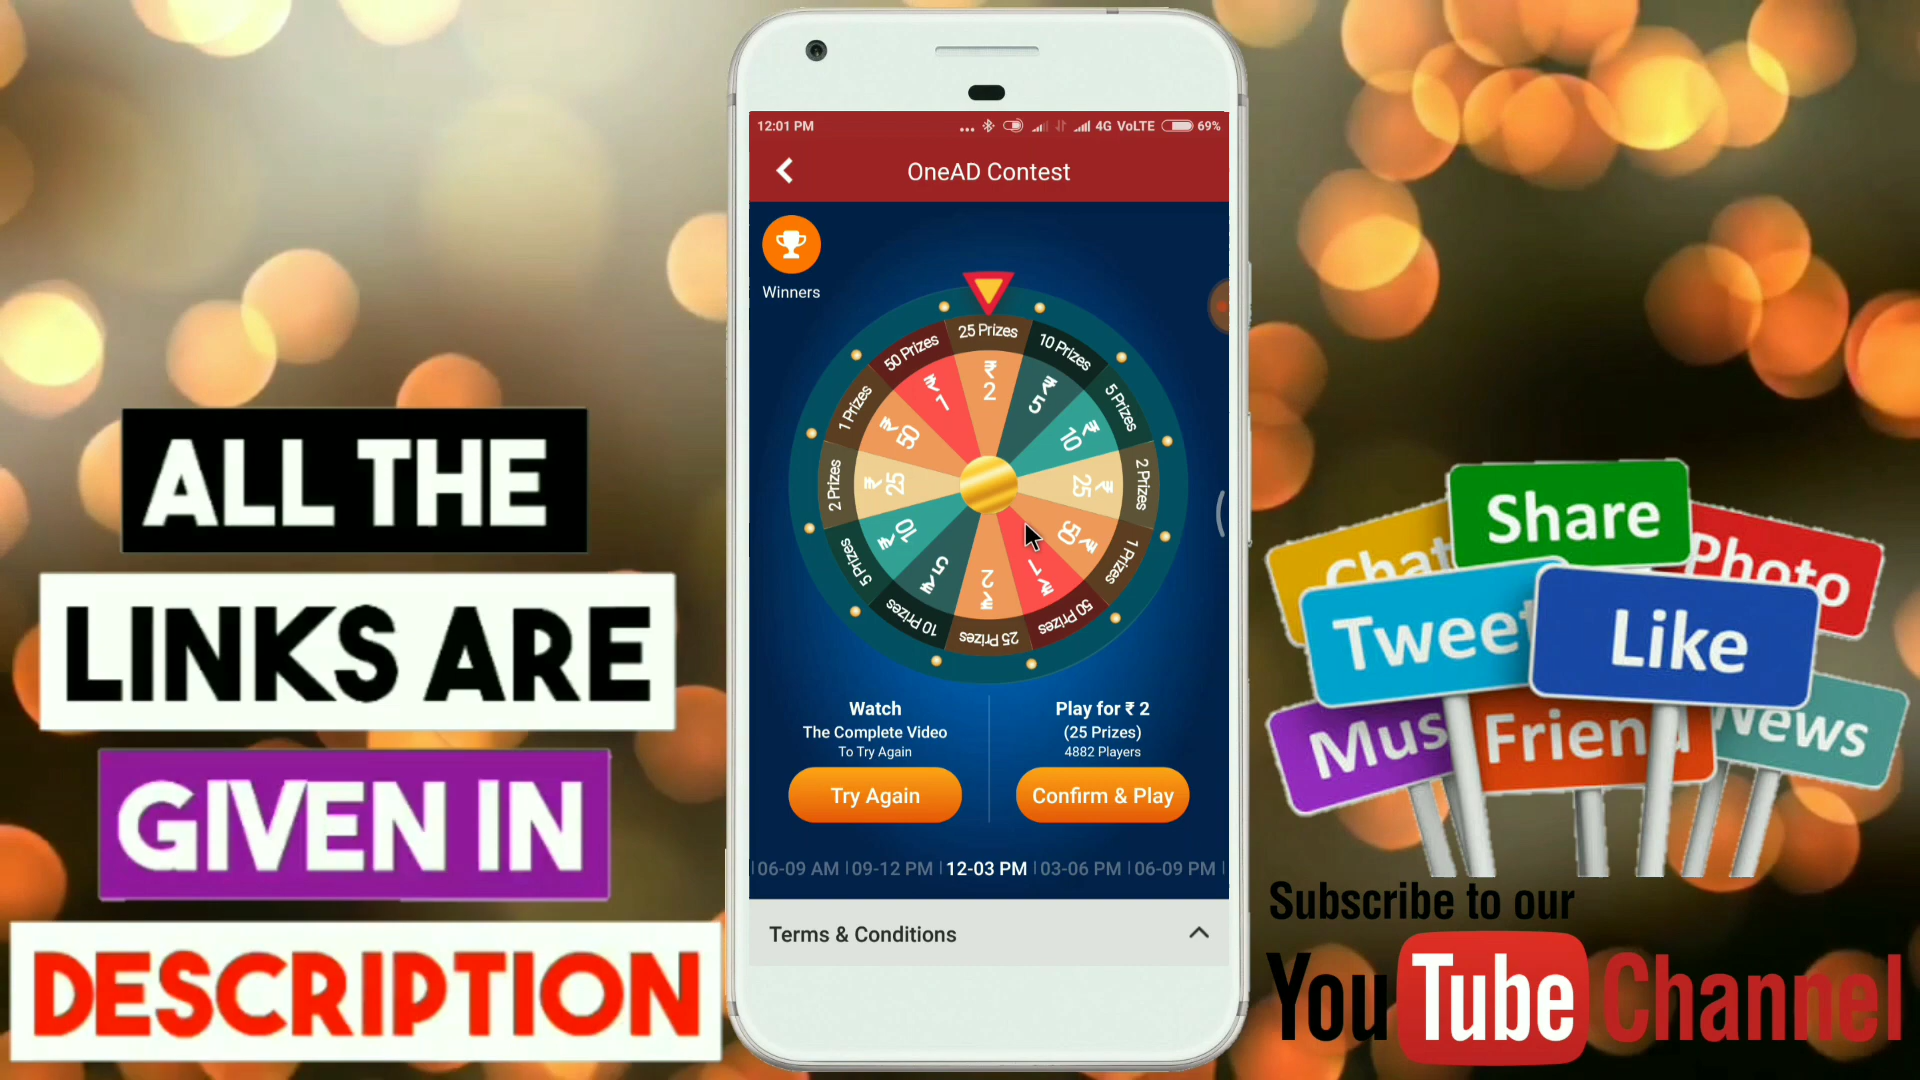 ALL THE
LINKS ARE
GIVEN IN
DESCRIPTION
12:01 PM
4G VoLTE 69%
OneAD Contest
Winners
25 Prizes
₹ 2
10 Prizes
₹ 5
5 Prizes
₹ 10
2 Prizes
₹ 25
1 Prizes
₹ 50
50 Prizes
₹ 1
25 Prizes
₹ 2
10 Prizes
₹ 5
5 Prizes
₹ 10
2 Prizes
₹ 25
1 Prizes
₹ 50
50 Prizes
₹ 1
Watch
The Complete Video
To Try Again
Try Again
Play for ₹ 2
(25 Prizes)
4882 Players
Confirm & Play
06-09 AM | 09-12 PM | 12-03 PM | 03-06 PM | 06-09 PM
Terms & Conditions
Share
Chat
Photo
Tweet
Like
Mus
Friend
News
Subscribe to our
YouTube Channel